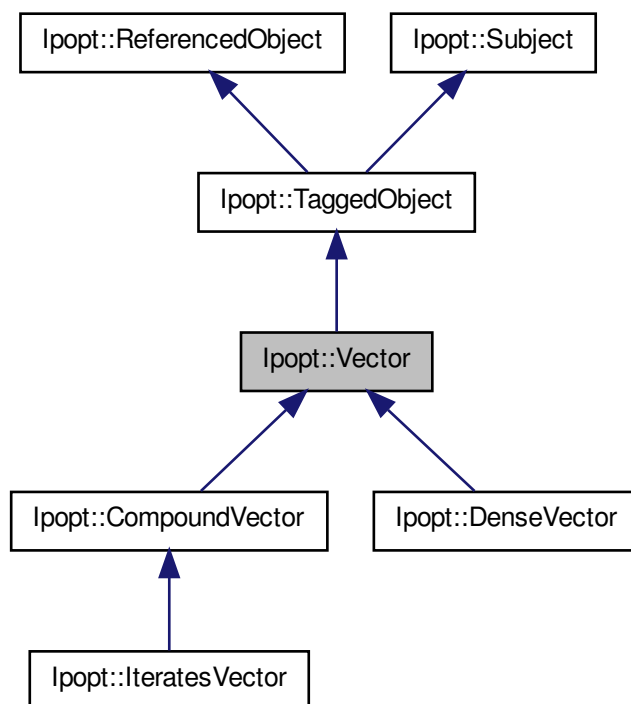 Ipopt::ReferencedObject
Ipopt::Subject
Ipopt::TaggedObject
Ipopt::Vector
Ipopt::CompoundVector
Ipopt::DenseVector
Ipopt::IteratesVector